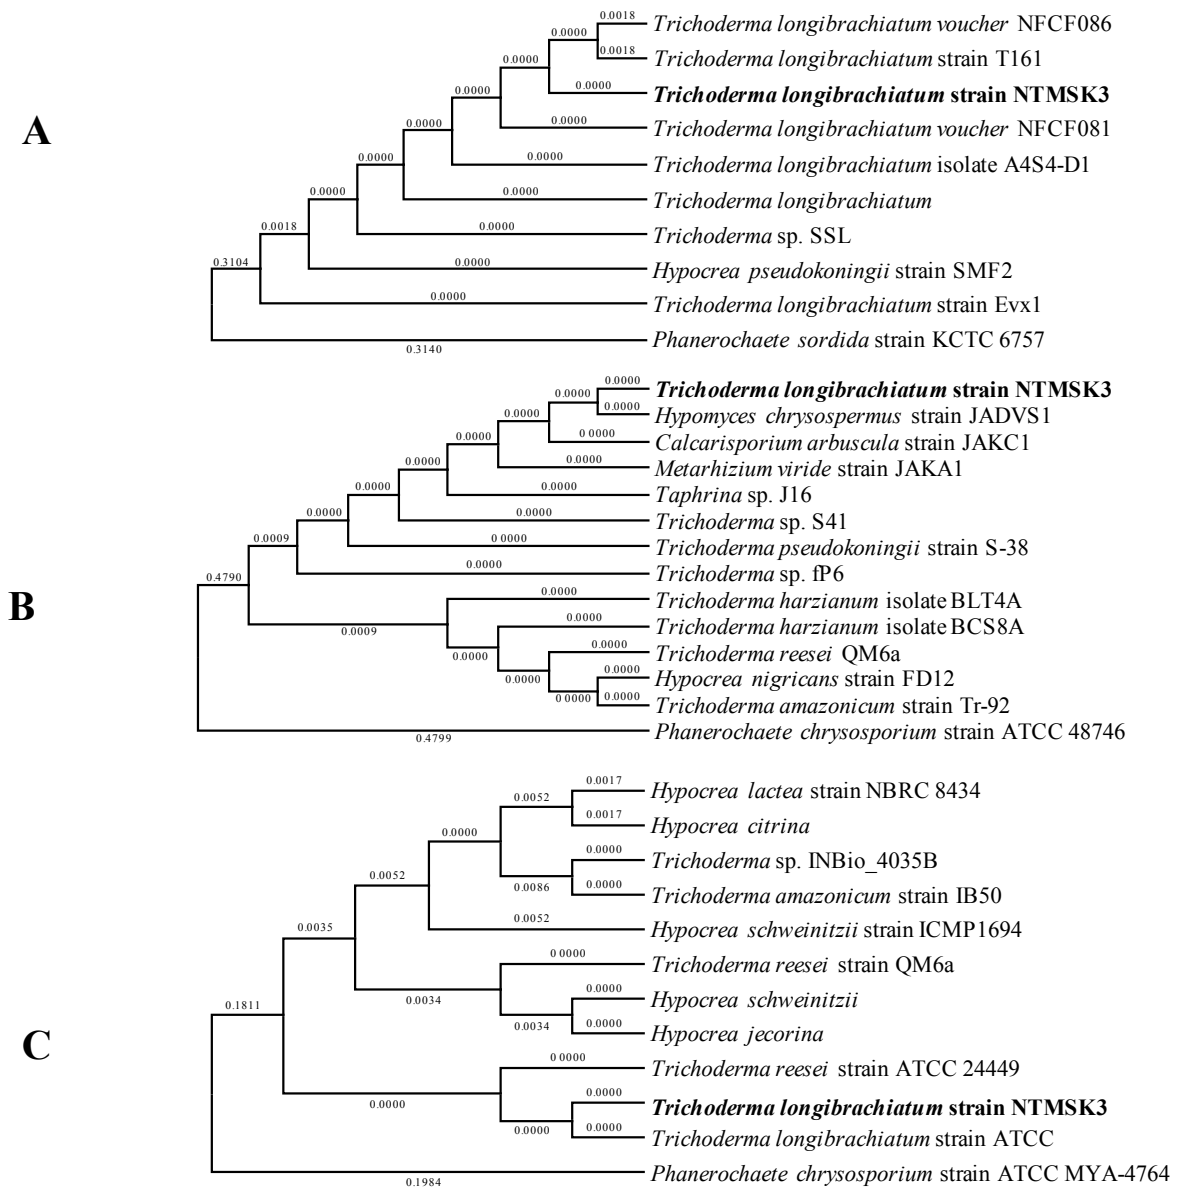 0.0018
Trichoderma longibrachiatum voucher NFCF086
0.0000
0.0018
Trichoderma longibrachiatum strain T161
0.0000
0.0000
Trichoderma longibrachiatum strain NTMSK3
0.0000
0.0000
Trichoderma longibrachiatum voucher NFCF081
A
0.0000
0.0000
Trichoderma longibrachiatum isolate A4S4-D1
0.0000
Trichoderma longibrachiatum
0.0000
0.0000
Trichoderma sp. SSL
0.0018
0.0000
Hypocrea pseudokoningii strain SMF2
0.3104
0.0000
Trichoderma longibrachiatum strain Evx1
0.0000
Phanerochaete sordida strain KCTC 6757
0.3140
0.0000
Trichoderma longibrachiatum strain NTMSK3
0.0000
0.0000
Hypomyces chrysospermus strain JADVS1
0.0000
0 0000
Calcarisporium arbuscula strain JAKC1
0.0000
0.0000
Metarhizium viride strain JAKA1
0.0000
0.0000
Taphrina sp. J16
0.0000
0.0000
Trichoderma sp. S41
0.0000
0 0000
Trichoderma pseudokoningii strain S-38
0.0009
0.0000
Trichoderma sp. fP6
0.4790
0.0000
Trichoderma harzianum isolate BLT4A
B
0.0009
0.0000
Trichoderma harzianum isolate BCS8A
0.0000
0.0000
Trichoderma reesei QM6a
0.0000
0.0000
Hypocrea nigricans strain FD12
0 0000
0.0000
Trichoderma amazonicum strain Tr-92
Phanerochaete chrysosporium strain ATCC 48746
0.4799
0.0017
Hypocrea lactea strain NBRC 8434
0.0052
0.0017
Hypocrea citrina
0.0000
0.0000
Trichoderma sp. INBio_4035B
0.0052
0.0086
0.0000
Trichoderma amazonicum strain IB50
0.0052
Hypocrea schweinitzii strain ICMP1694
0.0035
0 0000
Trichoderma reesei strain QM6a
0.0034
0.0000
Hypocrea schweinitzii
0.1811
0.0034
0.0000
Hypocrea jecorina
C
0 0000
Trichoderma reesei strain ATCC 24449
0.0000
0.0000
Trichoderma longibrachiatum strain NTMSK3
0.0000
0.0000
Trichoderma longibrachiatum strain ATCC
Phanerochaete chrysosporium strain ATCC MYA-4764
0.1984